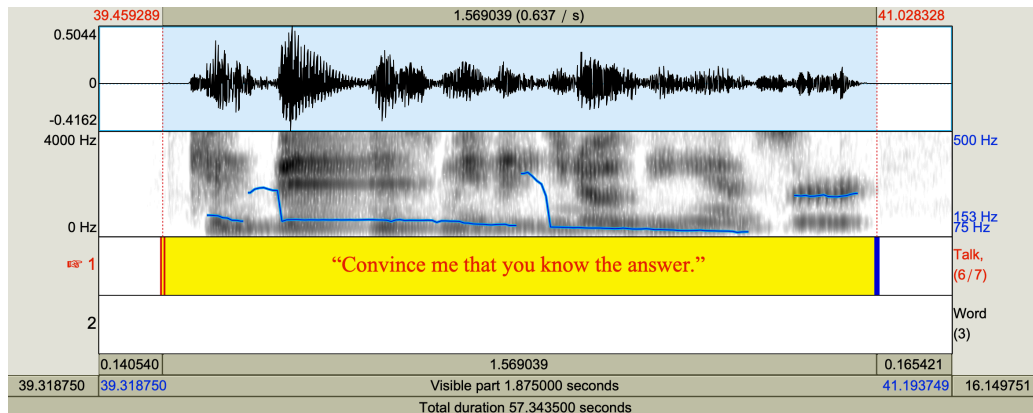 39.459289 1.569039 (0.637 / s) 41.028328
0.5044
0
-0.4162
4000 Hz 500 Hz
153 Hz
0 Hz 75 Hz
☞ 1 “Convince me that you know the answer.” Talk,
(6/7)
2 Word
(3)
0.140540 1.569039 0.165421
39.318750 39.318750 Visible part 1.875000 seconds 41.193749 16.149751
Total duration 57.343500 seconds